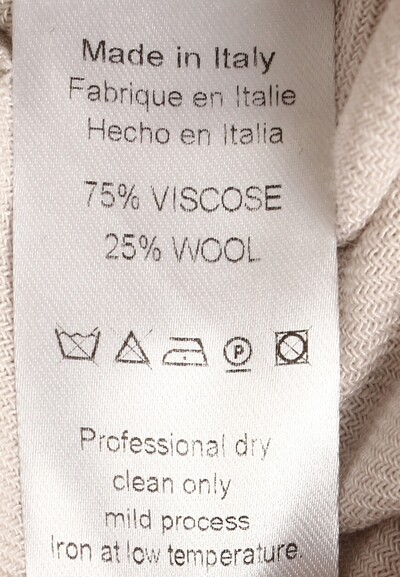 Made in Italy
Fabrique en Italie
Hecho en Italia
75% VISCOSE
25% WOOL
P
Professional dry
clean only
mild process
Iron at low temperature.